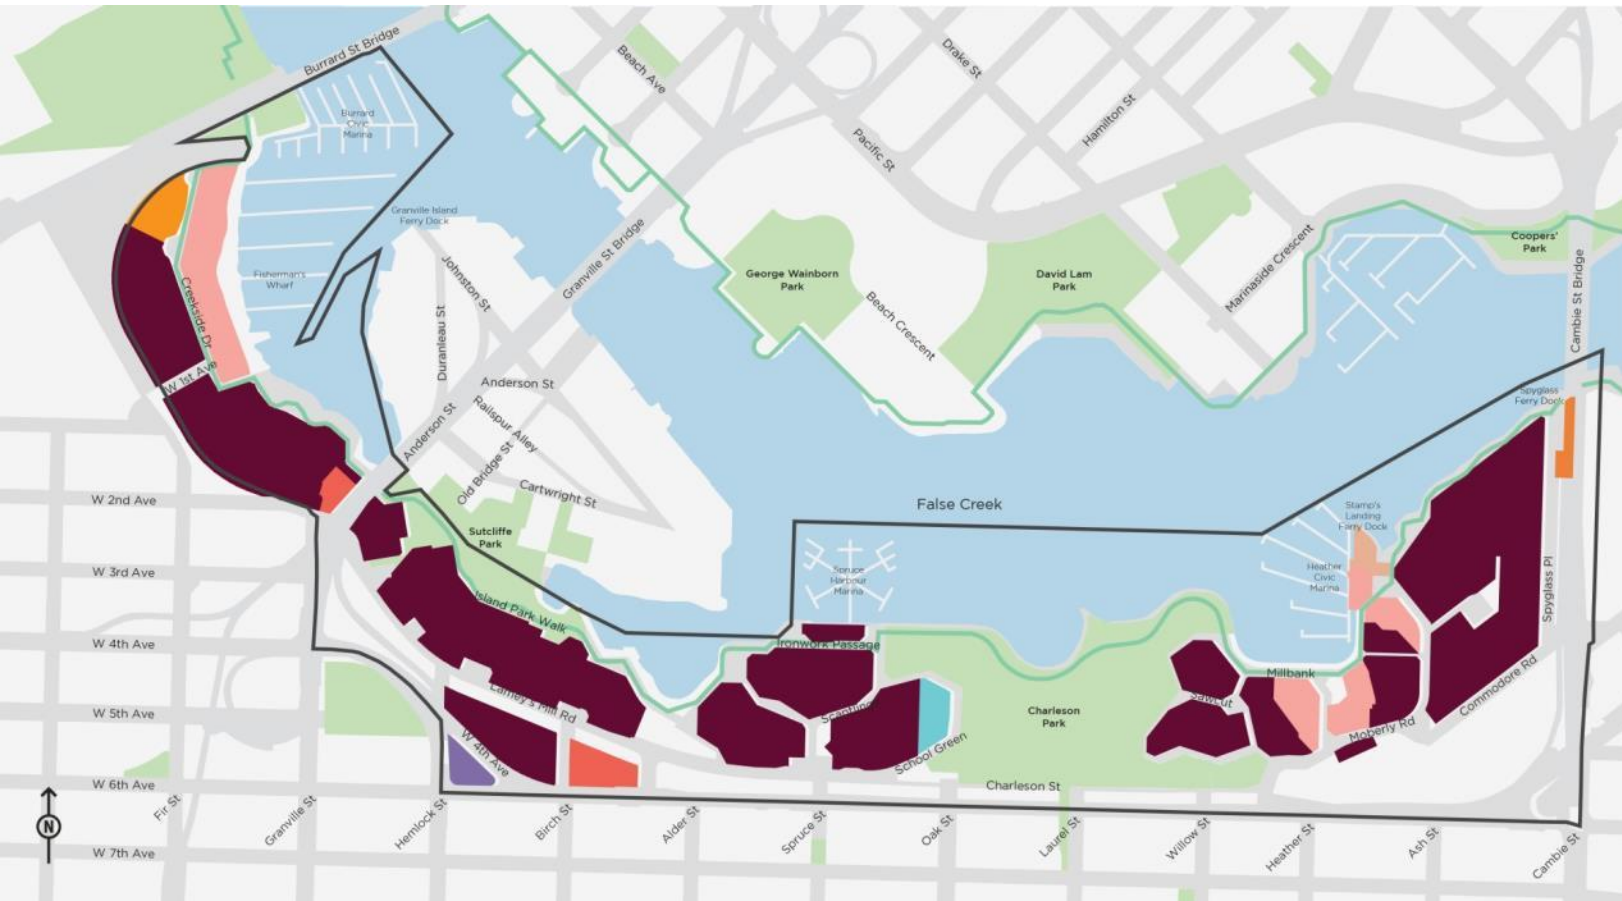 Burrard St Bridge
Beach Ave
Drake St
Hamilton St
Pacific St
Burrard
Civic
Marina
Granville Island
Ferry Dock
Granville St Bridge
Johnston St
Duranleau St
Fisherman's
Wharf
Creekside Dr
W 1st Ave
George Wainborn
Park
David Lam
Park
Beach Crescent
Marinaside Crescent
Coopers'
Park
Cambie St Bridge
Anderson St
Anderson St
Railspur Alley
Old Bridge St
Cartwright St
Spyglass
Ferry Dock
W 2nd Ave
Sutcliffe
Park
False Creek
Stamp's
Landing
Ferry Dock
W 3rd Ave
Spruce
Harbour
Marina
Heather
Civic
Marina
Spyglass Pl
Island Park Walk
W 4th Ave
Ironwork Passage
Millbank
Lamey's Mill Rd
Sawcut
Commodore Rd
W 5th Ave
Scantling
Charleson
Park
Moberly Rd
W 4th Ave
School Green
W 6th Ave
Charleson St
N
Fir St
Granville St
Hemlock St
Birch St
Alder St
Spruce St
Oak St
Laurel St
Willow St
Heather St
Ash St
Cambie St
W 7th Ave